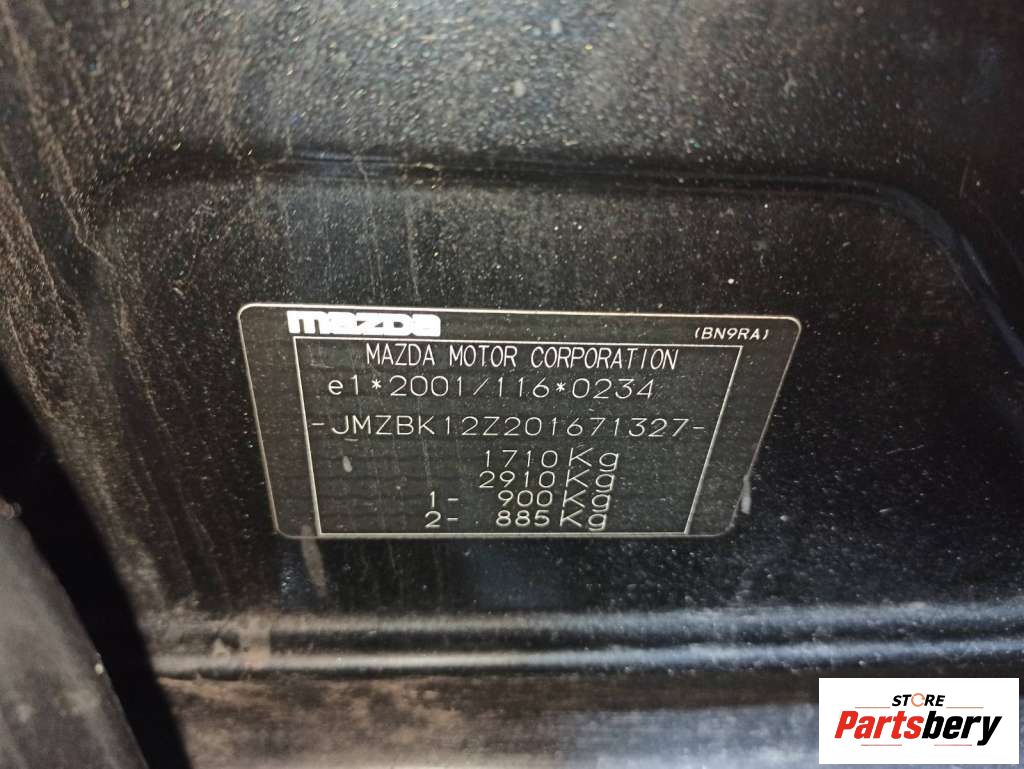 mazda
(BN9RA)
MAZDA MOTOR CORPORATION
e1*2001/116*0234
-JMZBK12Z201671327-
1710Kg
2910Kg
1- 900Kg
2- 885Kg
STORE
Partsbery